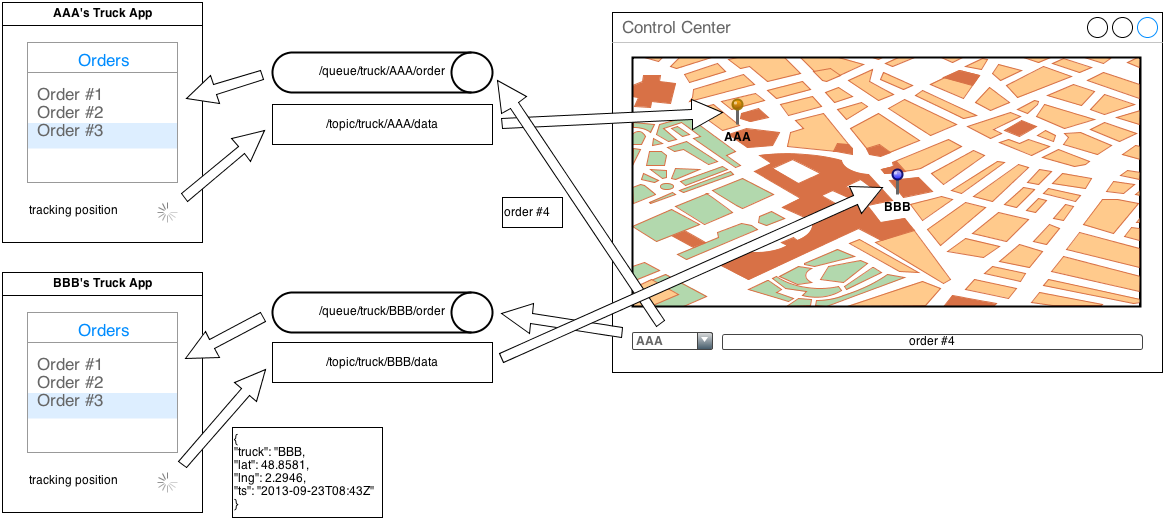 AAA's Truck App
Orders
Order #1
Order #2
Order #3
tracking position
/queue/truck/AAA/order
/topic/truck/AAA/data
order #4
Control Center
AAA
BBB
AAA
order #4
BBB's Truck App
Orders
Order #1
Order #2
Order #3
tracking position
/queue/truck/BBB/order
/topic/truck/BBB/data
{
"truck": "BBB,
"lat": 48.8581,
"lng": 2.2946,
"ts": "2013-09-23T08:43Z"
}